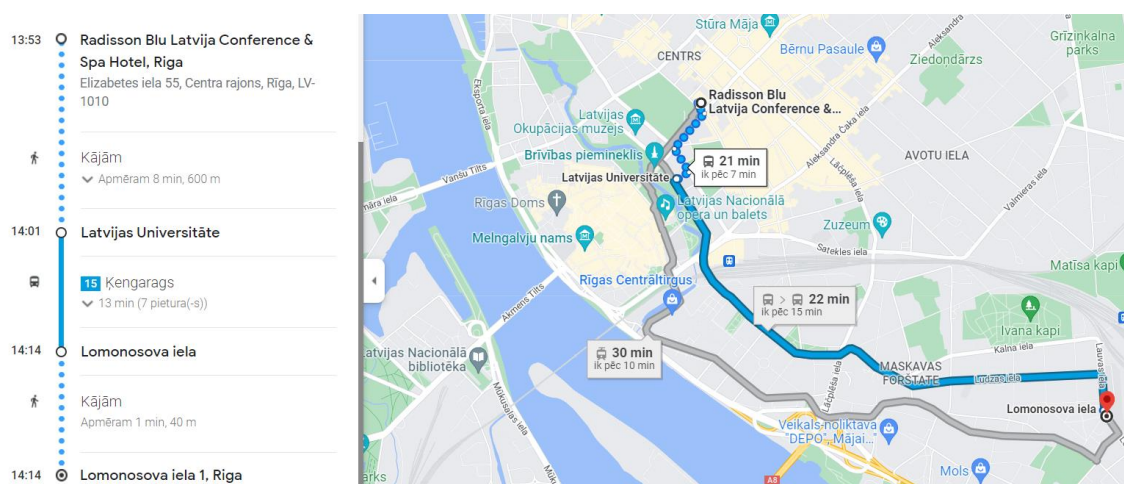 13:53
Radisson Blu Latvija Conference &
Spa Hotel, Riga
Elizabetes iela 55, Centra rajons, Rīga, LV-
1010
Kājām
Apmēram 8 min, 600 m
14:01
Latvijas Universitāte
15 Ķengarags
13 min (7 pietura(-s))
14:14
Lomonosova iela
Kājām
Apmēram 1 min, 40 m
14:14
Lomonosova iela 1, Riga
Stūra Māja
CENTRS
Bērnu Pasaule
Ziedoņdārzs
Grīziņkalna
parks
Aleksandra
Eksporta iela
Radisson Blu
Latvija Conference &...
Latvijas
Okupācijas muzejs
Aleksandra Čaka iela
Brīvības piemineklis
21 min
ik pēc 7 min
Lāčplēša iela
AVOTU IELA
Valmieras iela
Latvijas Universitāte
Vanšu Tilts
māra iela
Rīgas Doms
Latvijas Nacionālā
opera un balets
Zuzeum
Melngalvju nams
Satekles iela
Matīsa kapi
Rīgas Centrāltirgus
Akmens Tilts
22 min
ik pēc 15 min
Ivana kapi
30 min
ik pēc 10 min
Latvijas Nacionālā
bibliotēka
Kalna iela
Lauvas iela
MASKAVAS
FORŠTATE
Ludzas iela
Mūkusalas iela
Lāčplēša iela
Lomonosova iela
Veikals-noliktava
"DEPO", Mājai...
Mols
A8
arks